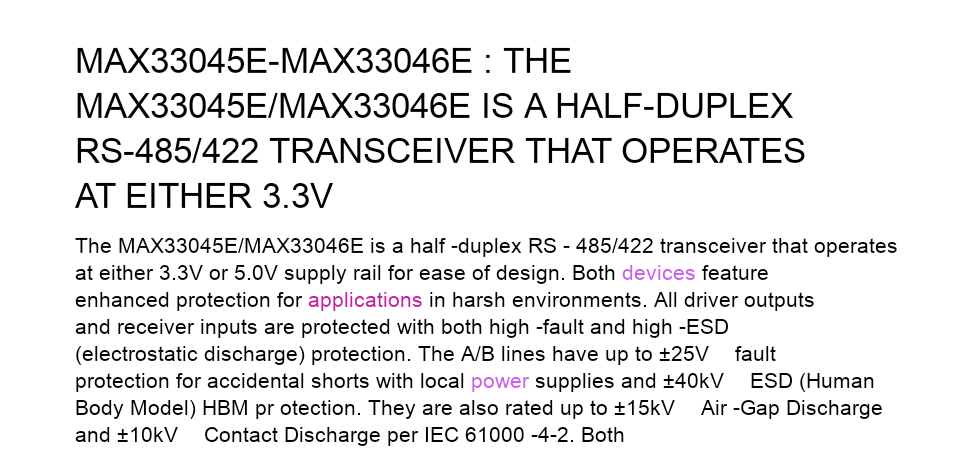 MAX33045E-MAX33046E : THE
MAX33045E/MAX33046E IS A HALF-DUPLEX
RS-485/422 TRANSCEIVER THAT OPERATES
AT EITHER 3.3V
The MAX33045E/MAX33046E is a half -duplex RS - 485/422 transceiver that operates
at either 3.3V or 5.0V supply rail for ease of design. Both devices feature
enhanced protection for applications in harsh environments. All driver outputs
and receiver inputs are protected with both high -fault and high -ESD
(electrostatic discharge) protection. The A/B lines have up to ±25V    fault
protection for accidental shorts with local power supplies and ±40kV    ESD (Human
Body Model) HBM pr otection. They are also rated up to ±15kV    Air -Gap Discharge
and ±10kV    Contact Discharge per IEC 61000 -4-2. Both